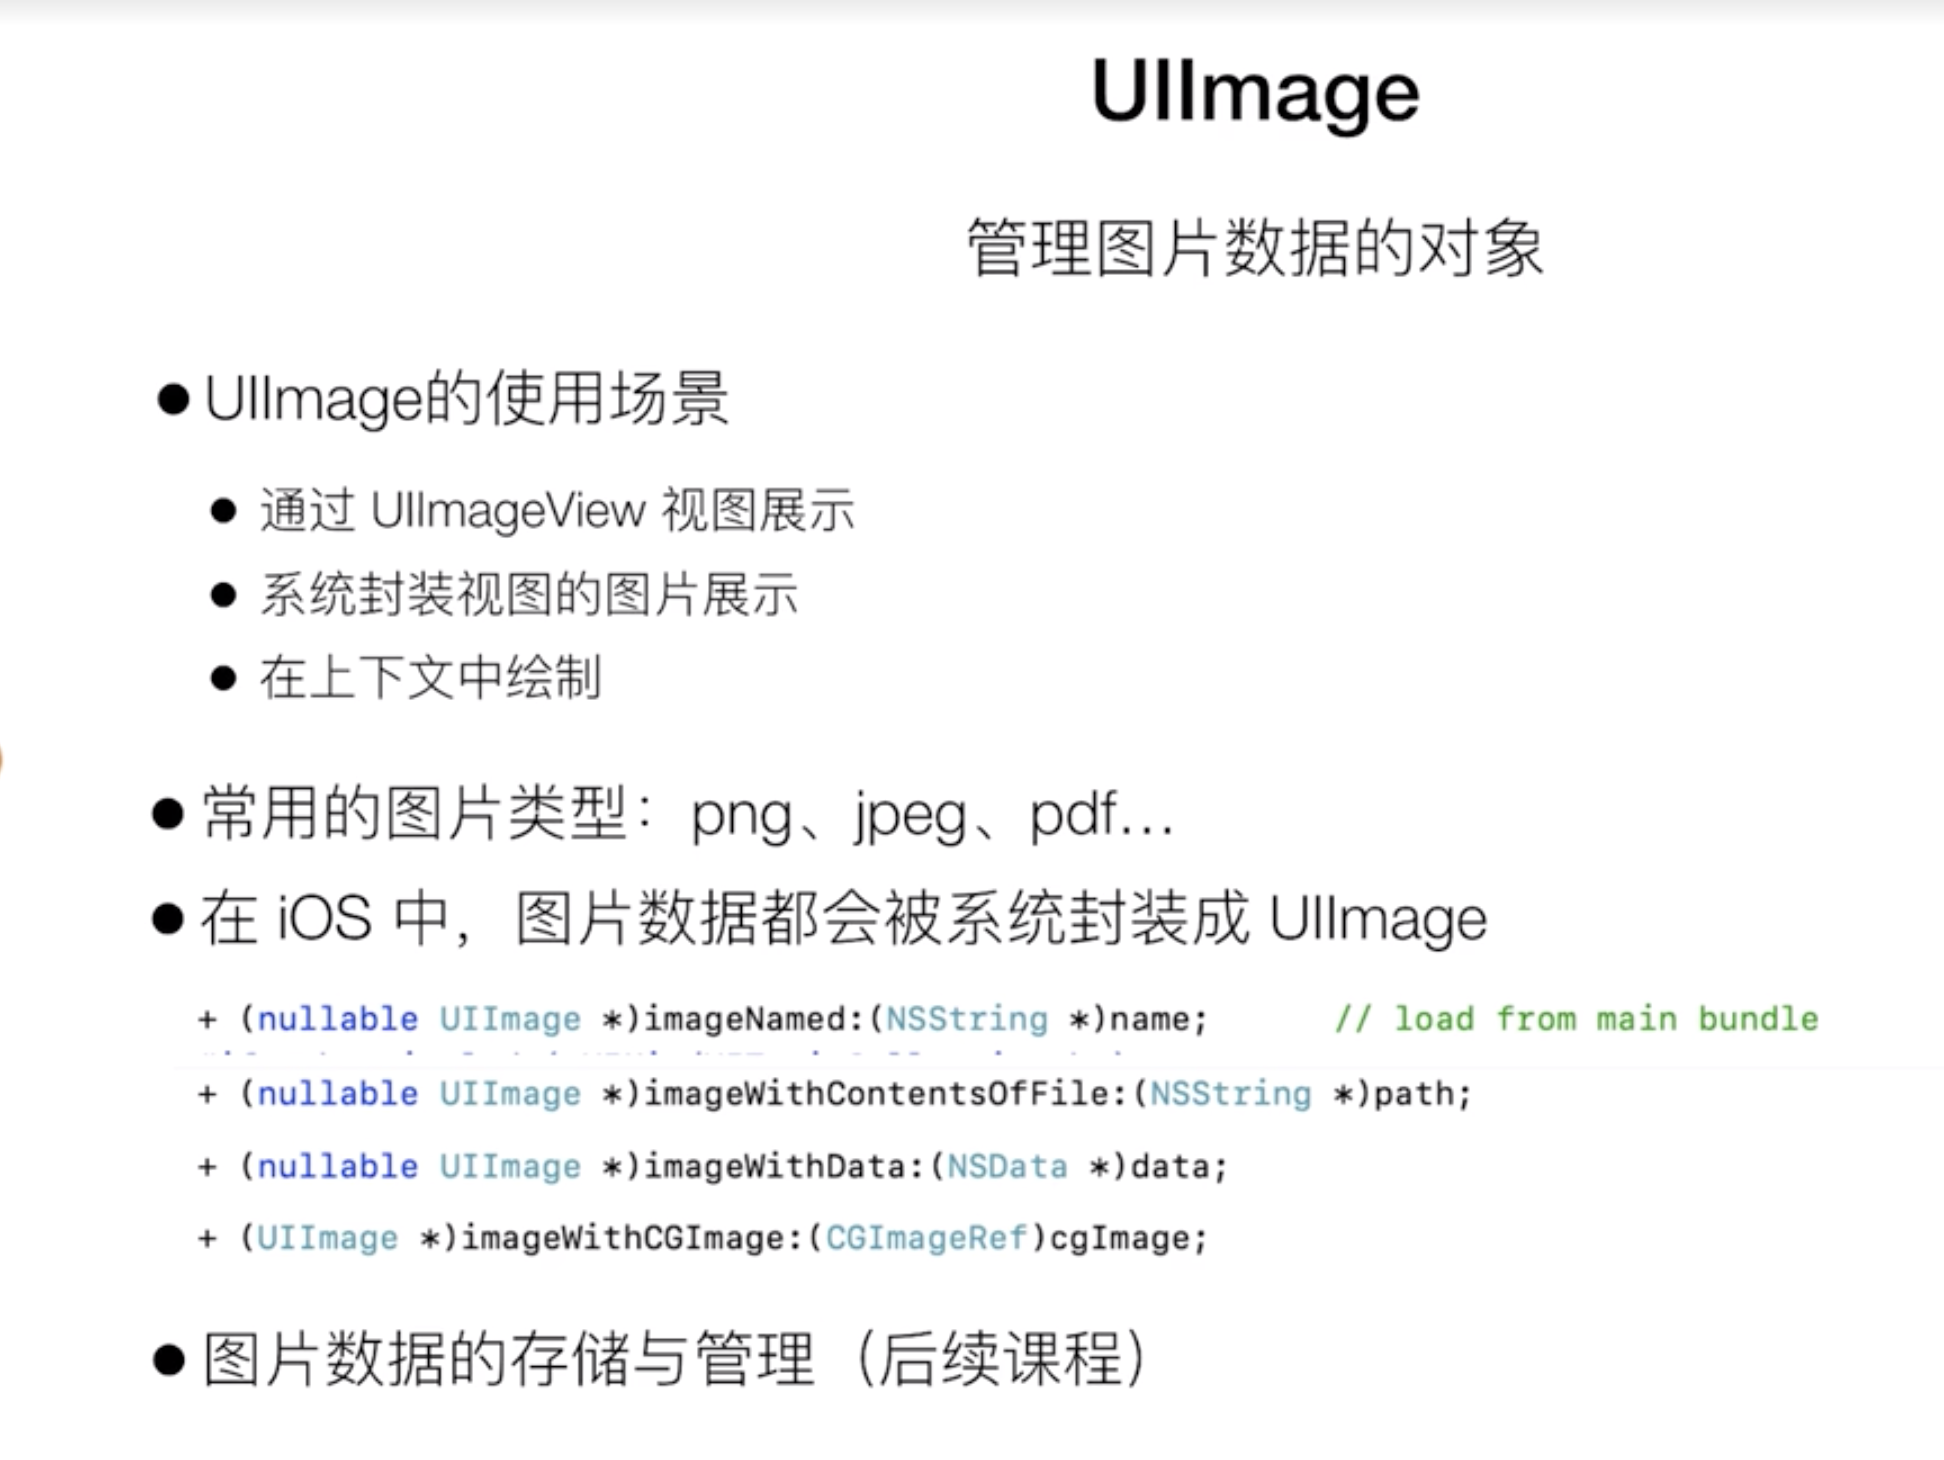 UIImage
管理图片数据的对象
●UIImage的使用场景
● 通过 UIImageView 视图展示
● 系统封装视图的图片展示
● 在上下文中绘制
●常用的图片类型：png、jpeg、pdf…
●在 iOS 中，图片数据都会被系统封装成 UIImage
+ (nullable UIImage *)imageNamed:(NSString *)name;      // load from main bundle
+ (nullable UIImage *)imageWithContentsOfFile:(NSString *)path;
+ (nullable UIImage *)imageWithData:(NSData *)data;
+ (UIImage *)imageWithCGImage:(CGImageRef)cgImage;
●图片数据的存储与管理（后续课程）